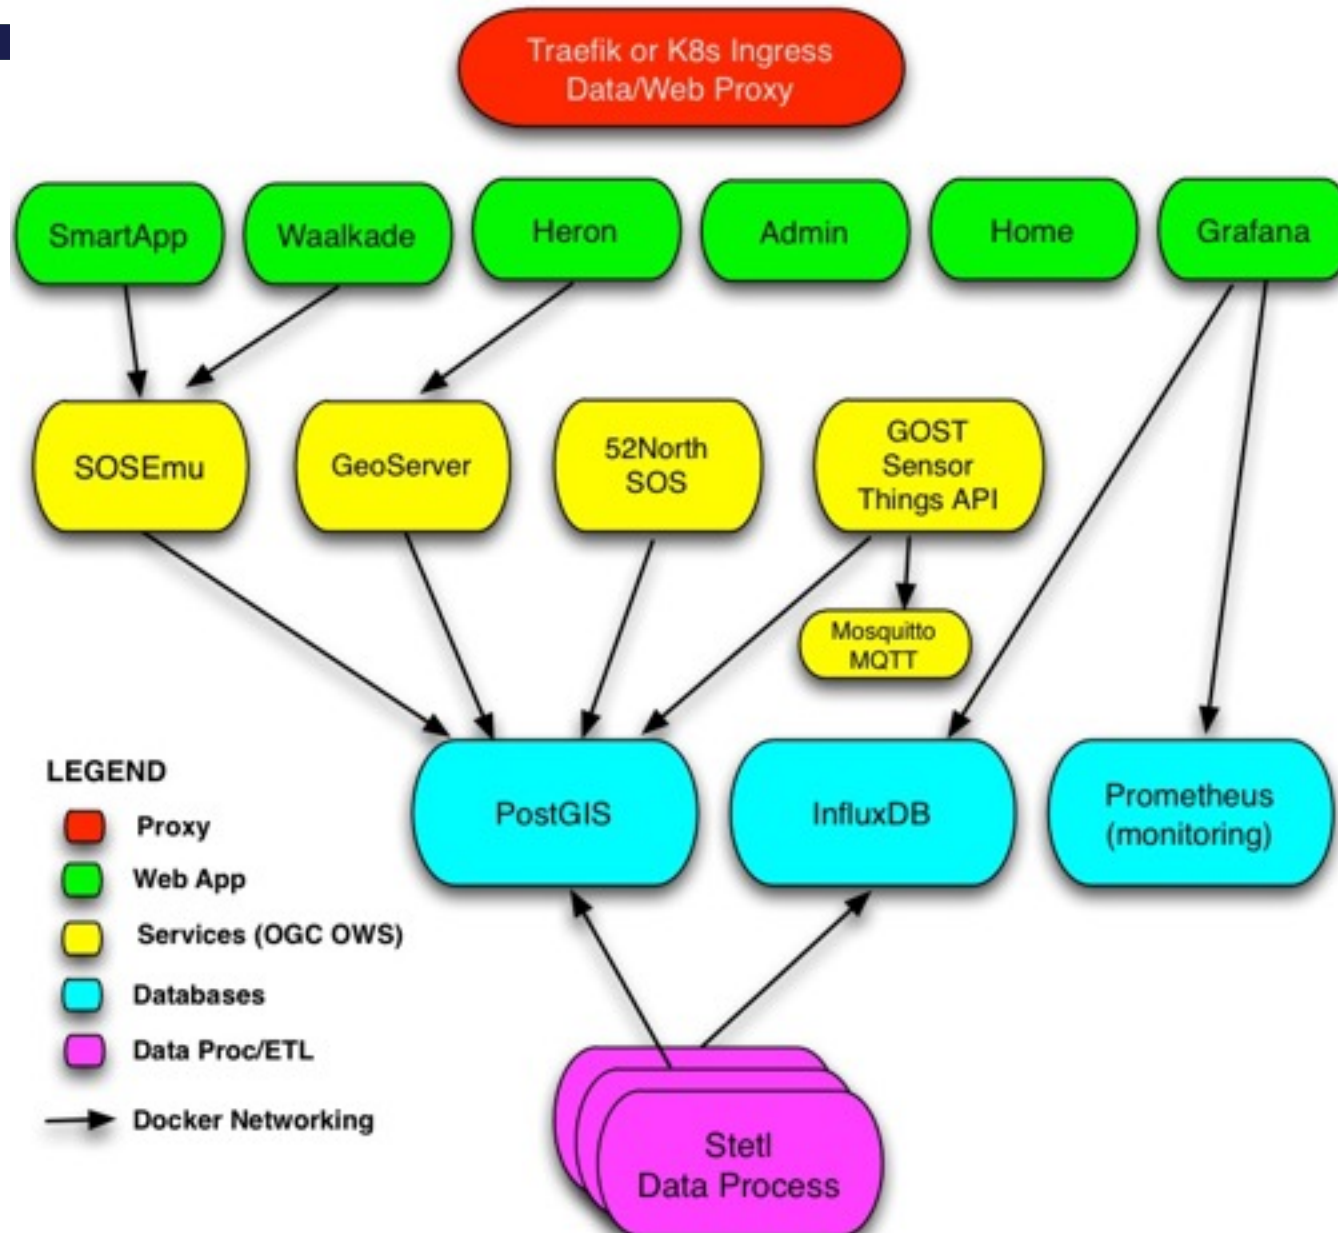 Traefik or K8s Ingress
Data/Web Proxy
SmartApp
Waalkade
Heron
Admin
Home
Grafana
SOSEmu
GeoServer
52North
SOS
GOST
Sensor
Things API
Mosquitto
MQTT
PostGIS
InfluxDB
Prometheus
(monitoring)
LEGEND
Proxy
Web App
Services (OGC OWS)
Databases
Data Proc/ETL
Docker Networking
Stetl
Data Process